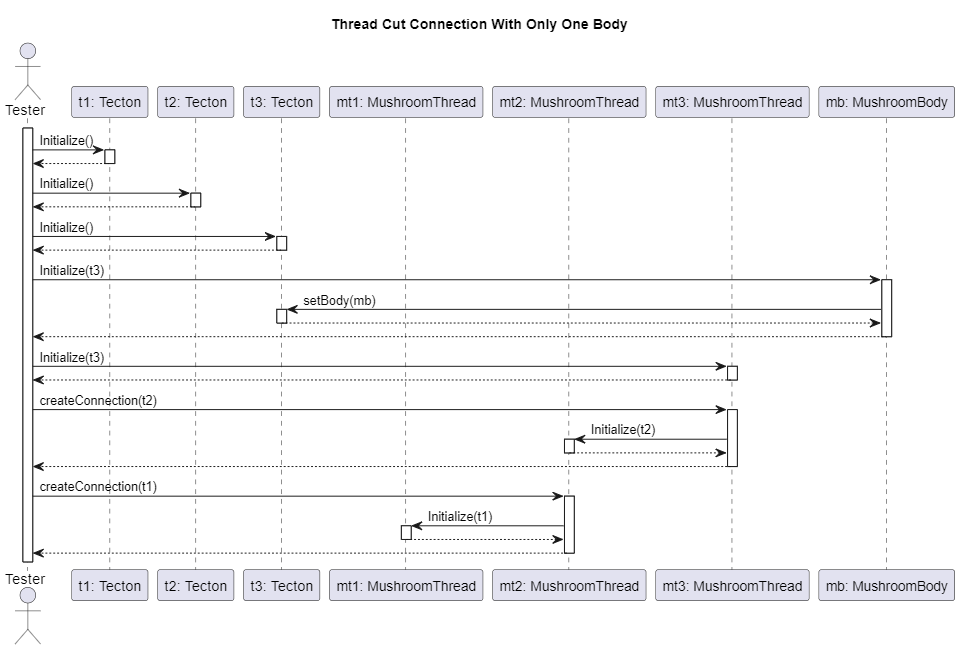 Thread Cut Connection With Only One Body
Tester
t1: Tecton
t2: Tecton
t3: Tecton
mt1: MushroomThread
mt2: MushroomThread
mt3: MushroomThread
mb: MushroomBody
Initialize()
Initialize()
Initialize()
Initialize(t3)
setBody(mb)
Initialize(t3)
createConnection(t2)
Initialize(t2)
createConnection(t1)
Initialize(t1)
Tester
t1: Tecton
t2: Tecton
t3: Tecton
mt1: MushroomThread
mt2: MushroomThread
mt3: MushroomThread
mb: MushroomBody